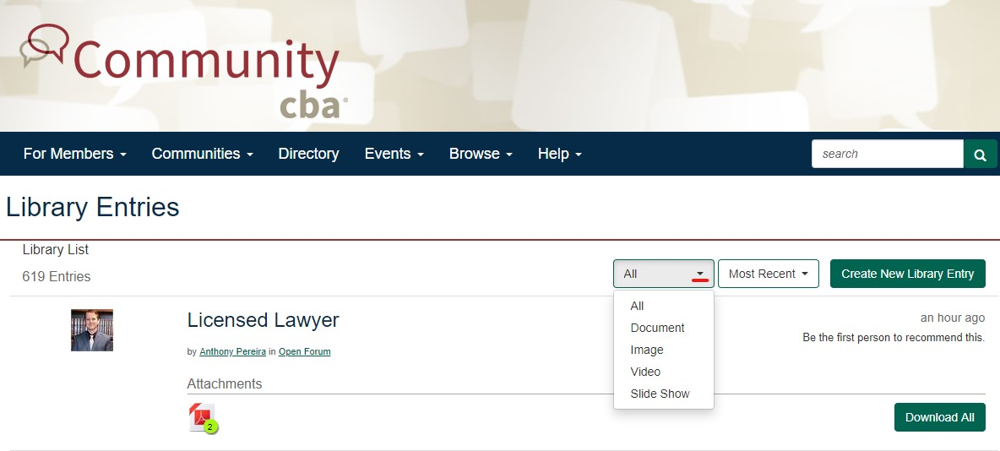 Community
cba
For Members Communities Directory Events Browse Help search
Library Entries
Library List
619 Entries
All Most Recent Create New Library Entry
All
Document
Image
Video
Slide Show
Licensed Lawyer
an hour ago
by Anthony Pereira in Open Forum
Be the first person to recommend this.
Attachments
2
Download All